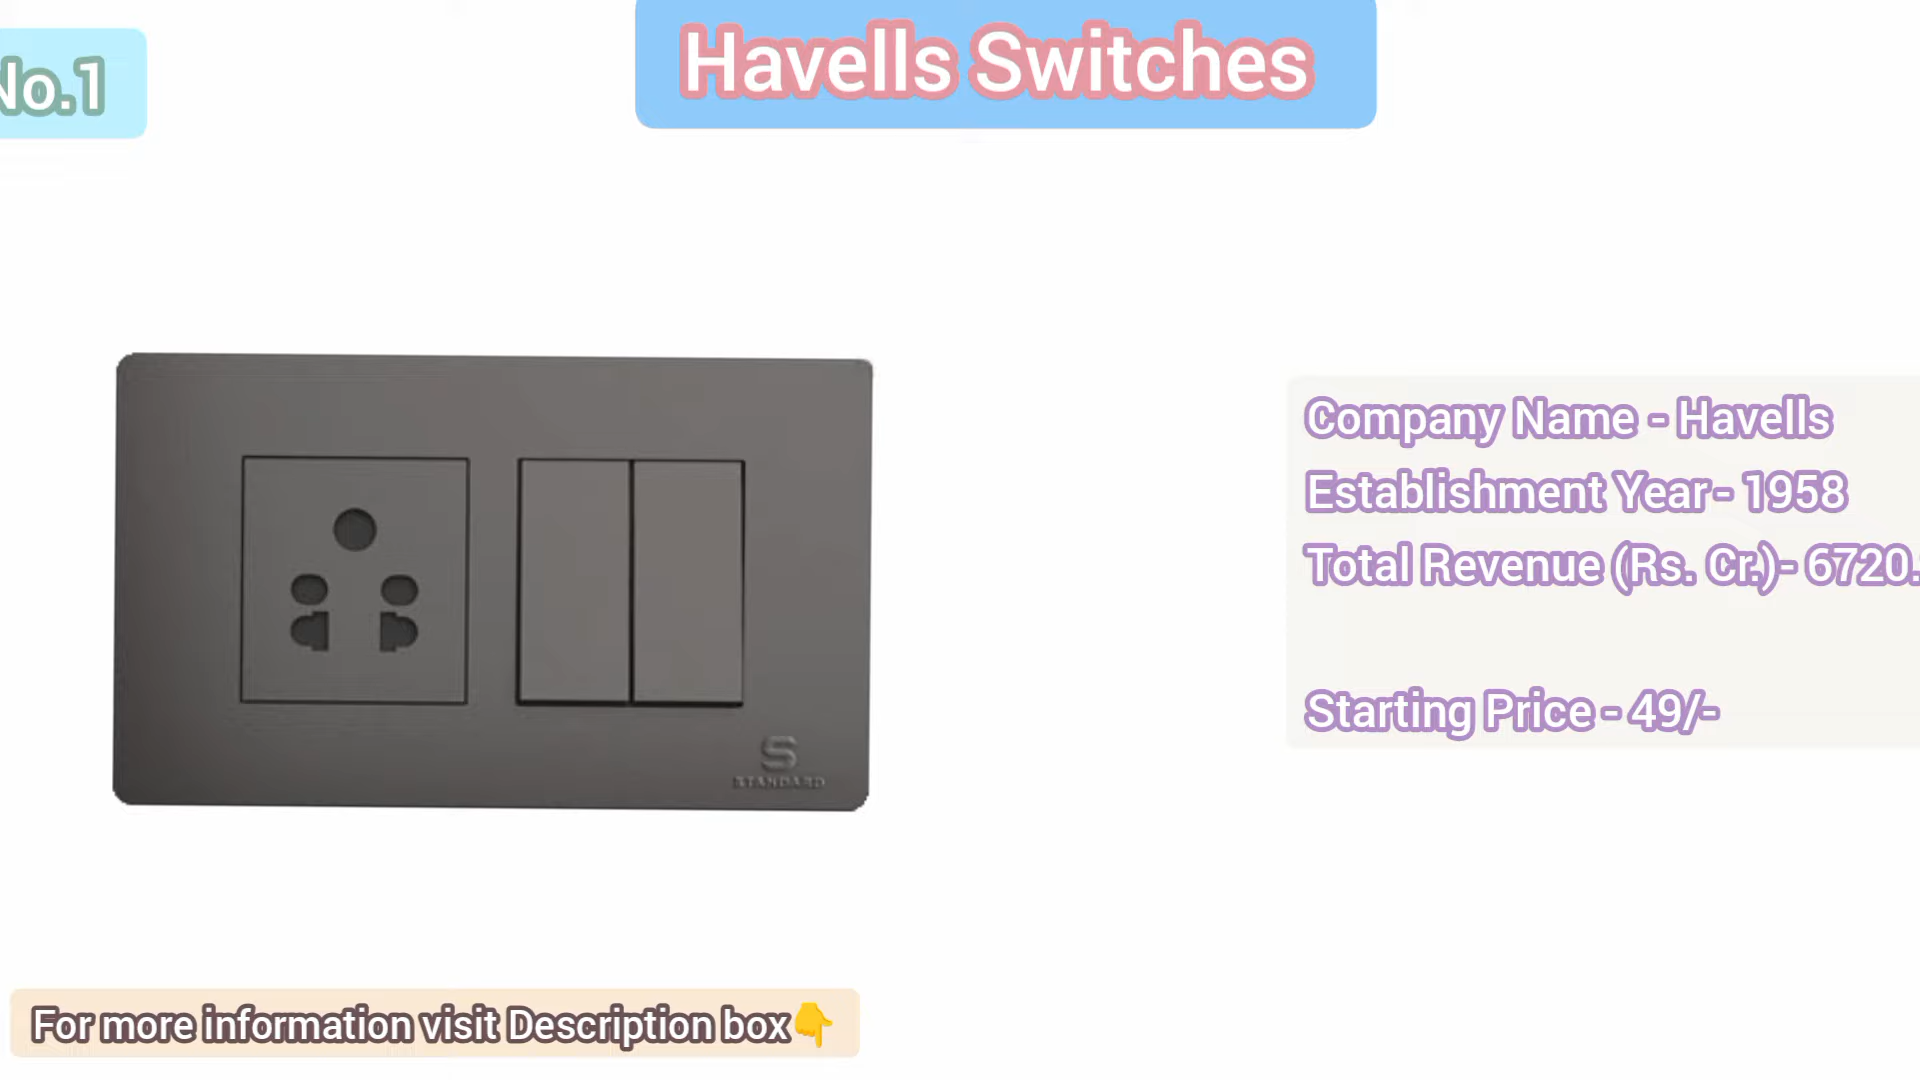 No.1
Havells Switches
Company Name - Havells
Establishment Year - 1958
Total Revenue (Rs. Cr.)- 6720.
Starting Price - 49/-
S
STANDARD
For more information visit Description box👇